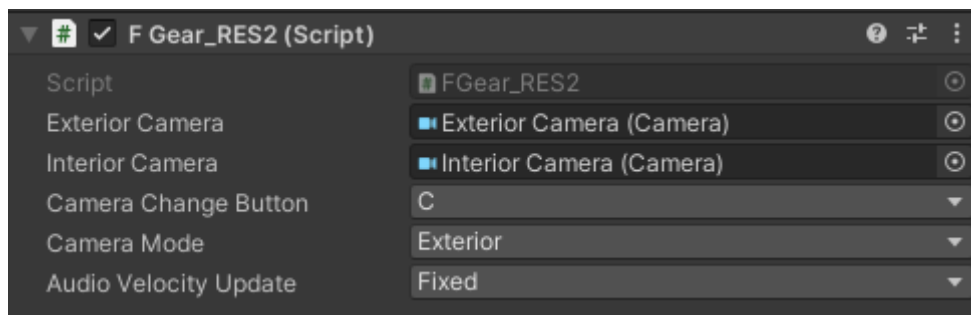 F Gear_RES2 (Script)
Script FGear_RES2
Exterior Camera Exterior Camera (Camera)
Interior Camera Interior Camera (Camera)
Camera Change Button C
Camera Mode Exterior
Audio Velocity Update Fixed